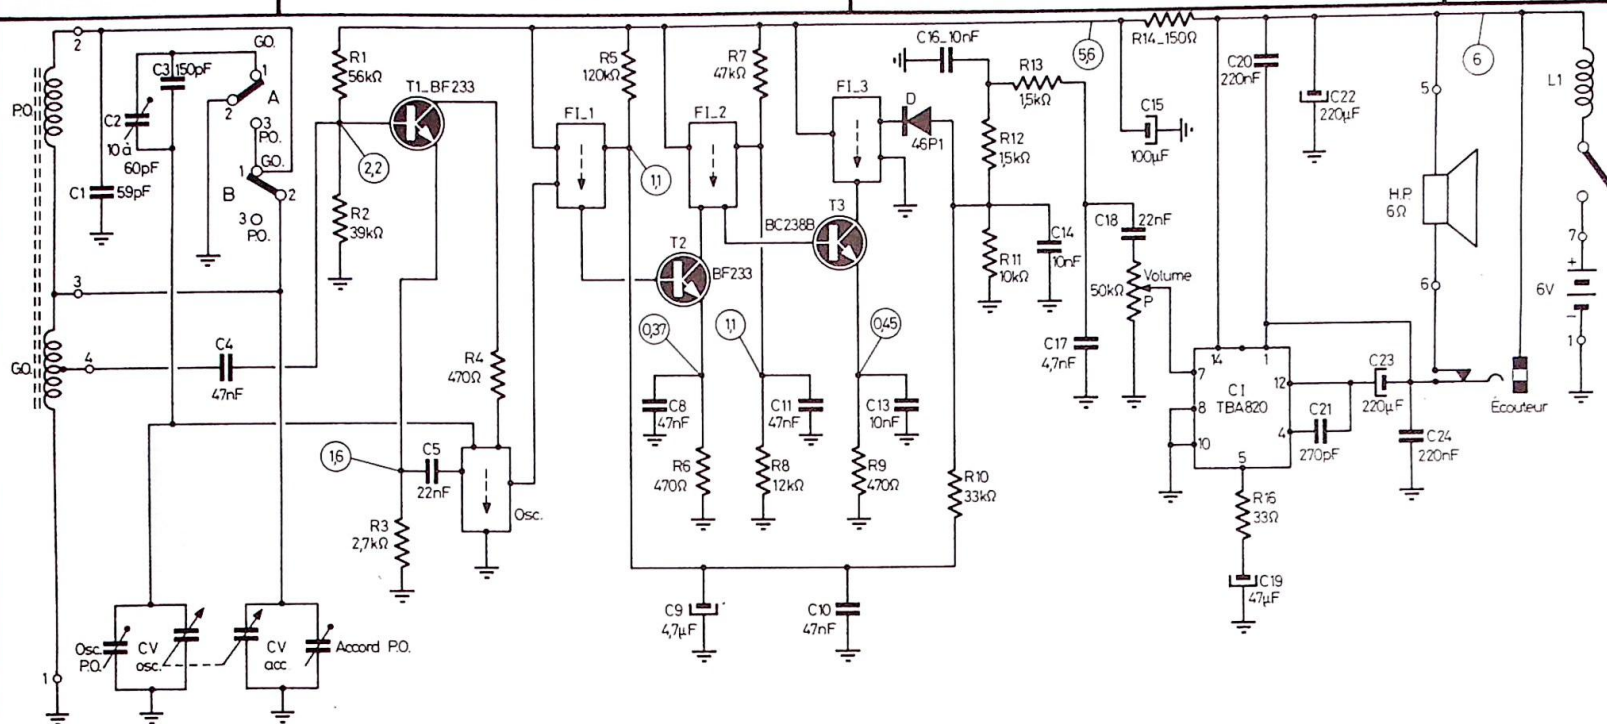 2
GO.
C3 150pF
1
2
A
C2
10 à
60pF
3
P.O.
P.O.
GO.
1
B
2
C1
59pF
3
P.O.
R1
56kΩ
T1_BF233
2,2
R2
39kΩ
3
4
GO.
C4
47nF
R4
470Ω
1,6
C5
22nF
Osc.
R3
2,7kΩ
Osc.
P.O.
CV
osc.
CV
acc.
Accord P.O.
1
R5
120kΩ
FI_1
1,1
R7
47kΩ
FI_2
T2
BF233
0,37
1,1
C8
47nF
R6
470Ω
C11
47nF
R8
12kΩ
C9
4,7µF
C10
47nF
FI_3
D
46P1
T3
BC238B
0,45
C13
10nF
R9
470Ω
R10
33kΩ
C16_10nF
R13
1,5kΩ
R12
1,5kΩ
R11
10kΩ
C14
10nF
5,6
C15
100µF
R14_150Ω
C18
22nF
Volume
50kΩ
P
C17
4,7nF
C20
220nF
C22
220µF
14
1
7
12
8
C I
TBA820
10
4
5
C21
270pF
C23
220µF
C24
220nF
R16
33Ω
C19
47µF
6
5
H.P.
6Ω
6
Écouteur
L1
7
+
6V
−
1